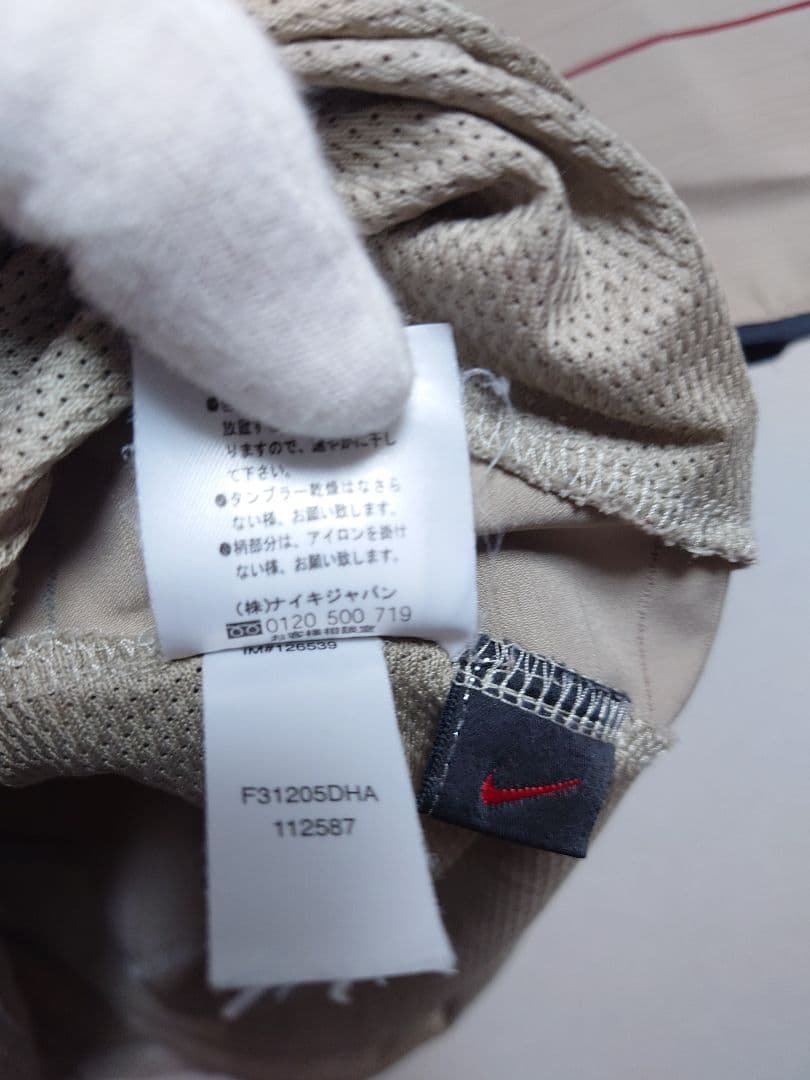 放置す
りますので、速やかに干し
て下さい。
●タンブラー乾燥はなさら
ない様、お願い致します。
●柄部分は、アイロンを掛け
ない様、お願い致します。
(株)ナイキジャパン
0120 500 719
お客様相談室
IM#126539
F31205DHA
112587